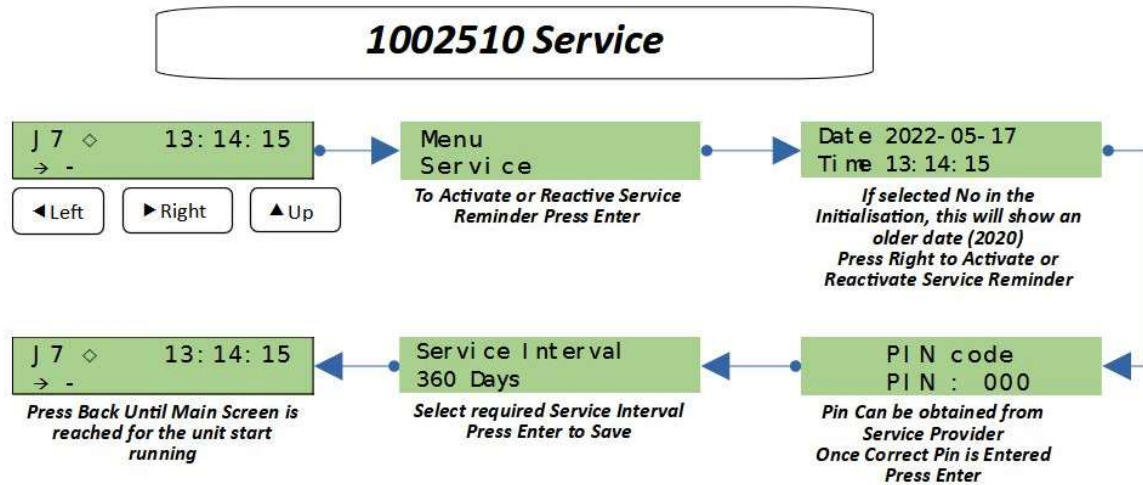 1002510 Service
J7 ◇ 13:14:15
→ -
◀Left ▶Right ▲Up
Menu
Service
To Activate or Reactive Service
Reminder Press Enter
Date 2022-05-17
Time 13:14:15
If selected No in the
Initialisation, this will show an
older date (2020)
Press Right to Activate or
Reactivate Service Reminder
PIN code
PIN : 000
Pin Can be obtained from
Service Provider
Once Correct Pin is Entered
Press Enter
Service Interval
360 Days
Select required Service Interval
Press Enter to Save
J7 ◇ 13:14:15
→ -
Press Back Until Main Screen is
reached for the unit start
running